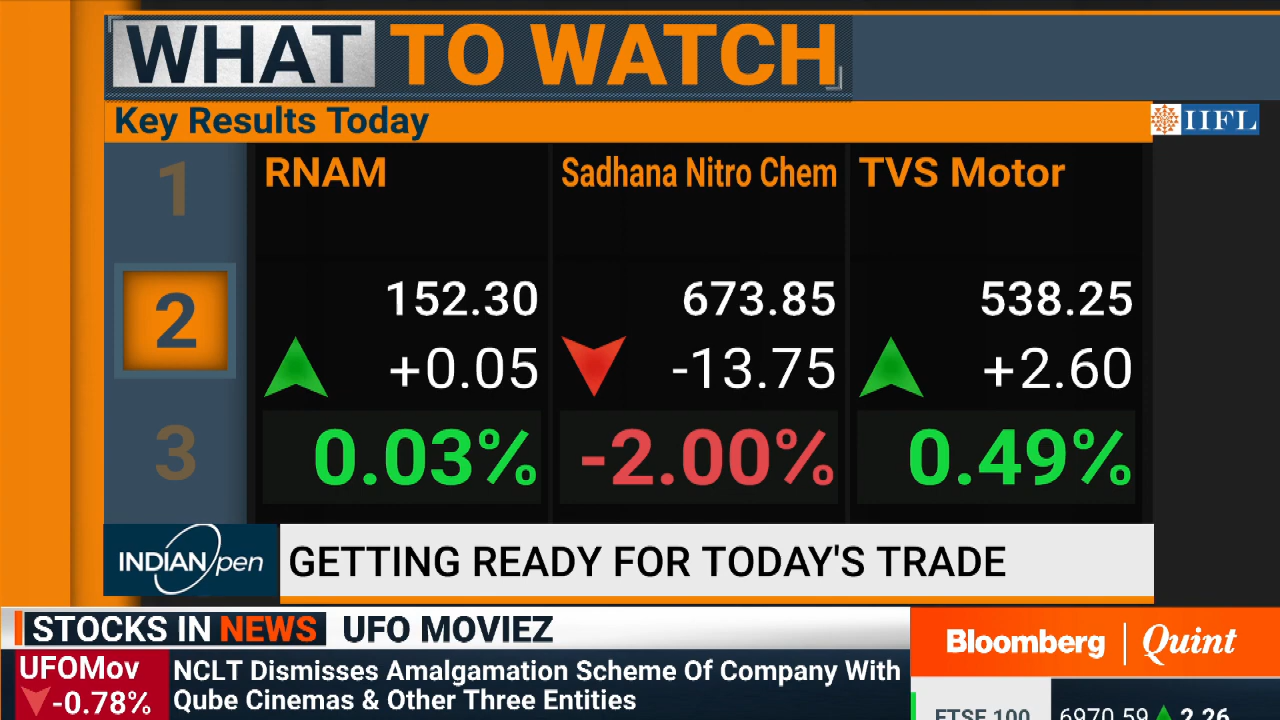 WHAT TO WATCH
Key Results Today
IIFL
1
2
3
RNAM
152.30
+0.05
0.03%
Sadhana Nitro Chem
673.85
-13.75
-2.00%
TVS Motor
538.25
+2.60
0.49%
INDIAN Open
GETTING READY FOR TODAY'S TRADE
STOCKS IN NEWS UFO MOVIEZ
UFOMov
-0.78%
NCLT Dismisses Amalgamation Scheme Of Company With
Qube Cinemas & Other Three Entities
Bloomberg | Quint
FTSE 100 6970.59 2.26